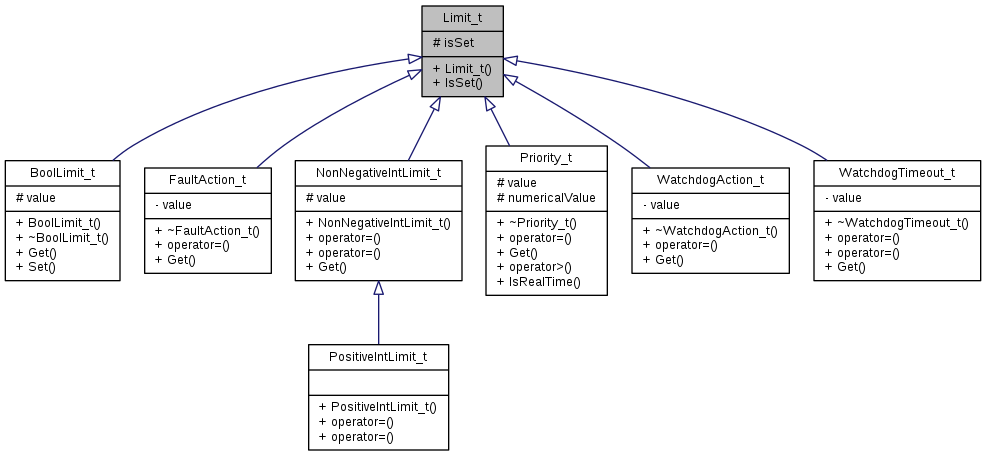 Limit_t
# isSet
+ Limit_t()
+ IsSet()
BoolLimit_t
# value
+ BoolLimit_t()
+ ~BoolLimit_t()
+ Get()
+ Set()
FaultAction_t
- value
+ ~FaultAction_t()
+ operator=()
+ Get()
NonNegativeIntLimit_t
# value
+ NonNegativeIntLimit_t()
+ operator=()
+ operator=()
+ Get()
Priority_t
# value
# numericalValue
+ ~Priority_t()
+ operator=()
+ Get()
+ operator>()
+ IsRealTime()
WatchdogAction_t
- value
+ ~WatchdogAction_t()
+ operator=()
+ Get()
WatchdogTimeout_t
- value
+ ~WatchdogTimeout_t()
+ operator=()
+ operator=()
+ Get()
PositiveIntLimit_t
+ PositiveIntLimit_t()
+ operator=()
+ operator=()